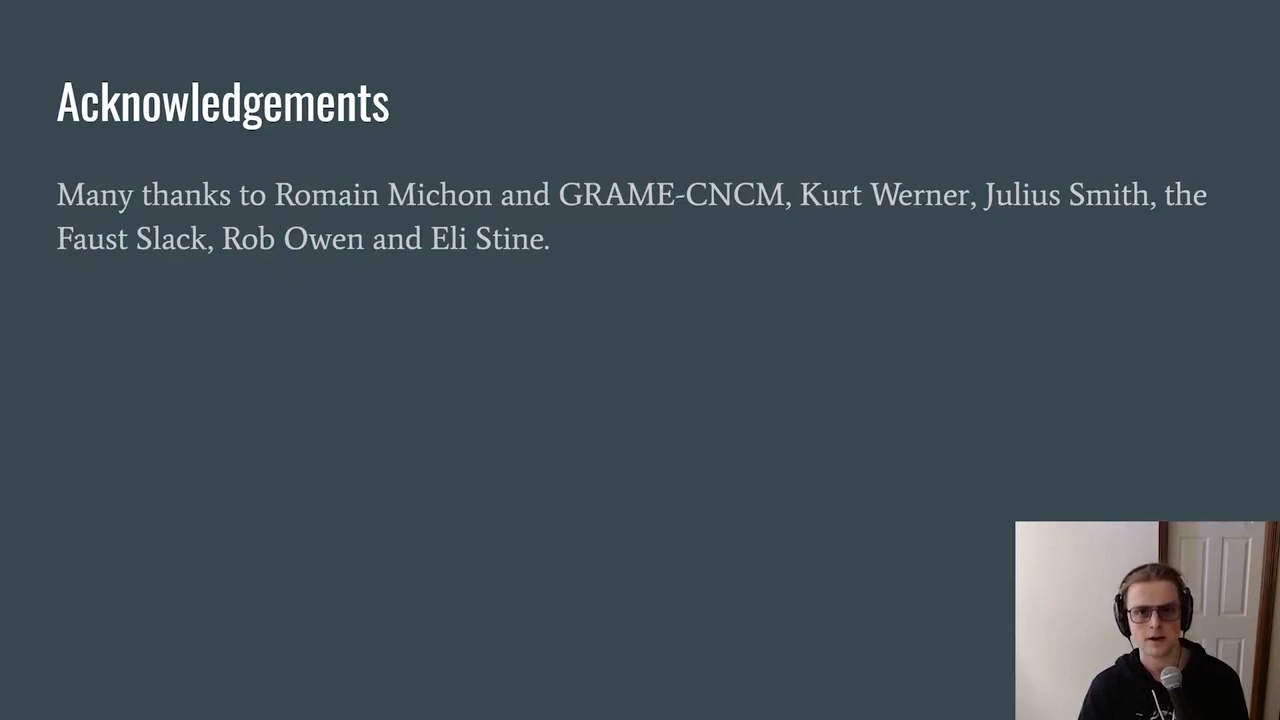 Acknowledgements
Many thanks to Romain Michon and GRAME-CNCM, Kurt Werner, Julius Smith, the
Faust Slack, Rob Owen and Eli Stine.